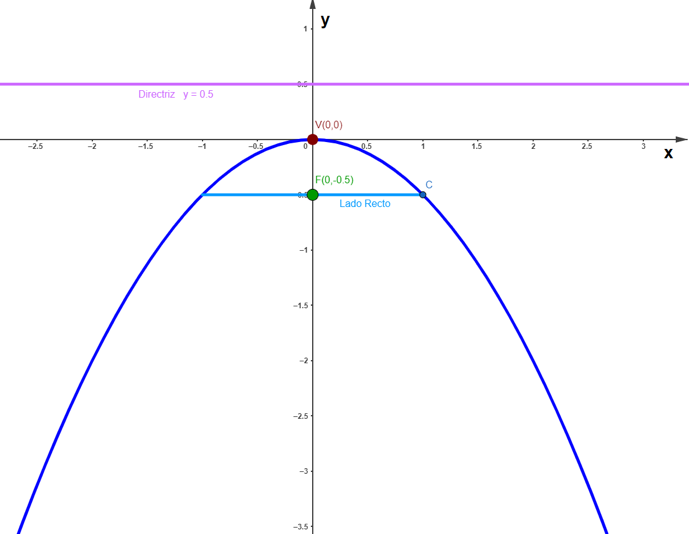 y
1
0.5
Directriz y = 0.5
V(0,0)
−2.5 −2 −1.5 −1 −0.5 0 0.5 1 1.5 2 2.5 3
x
F(0,-0.5)
C
Lado Recto
−1
−1.5
−2
−2.5
−3
−3.5